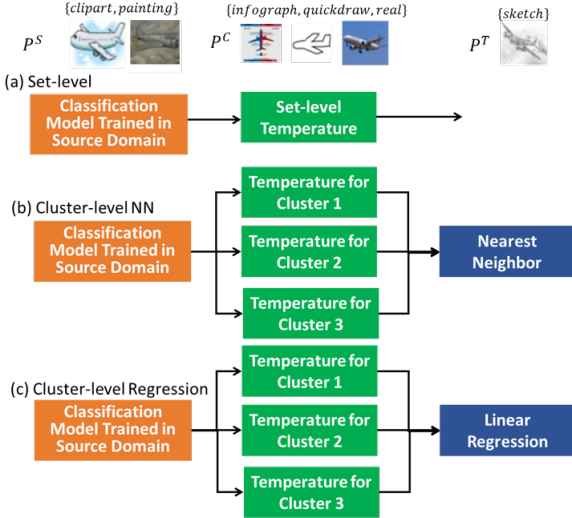 {clipart, painting}
{infograph, quickdraw, real}
{sketch}
P^S
P^C
P^T
(a) Set-level
Classification
Model Trained in
Source Domain
Set-level
Temperature
(b) Cluster-level NN
Classification
Model Trained in
Source Domain
Temperature for
Cluster 1
Temperature for
Cluster 2
Temperature for
Cluster 3
Nearest
Neighbor
(c) Cluster-level Regression
Classification
Model Trained in
Source Domain
Temperature for
Cluster 1
Temperature for
Cluster 2
Temperature for
Cluster 3
Linear
Regression